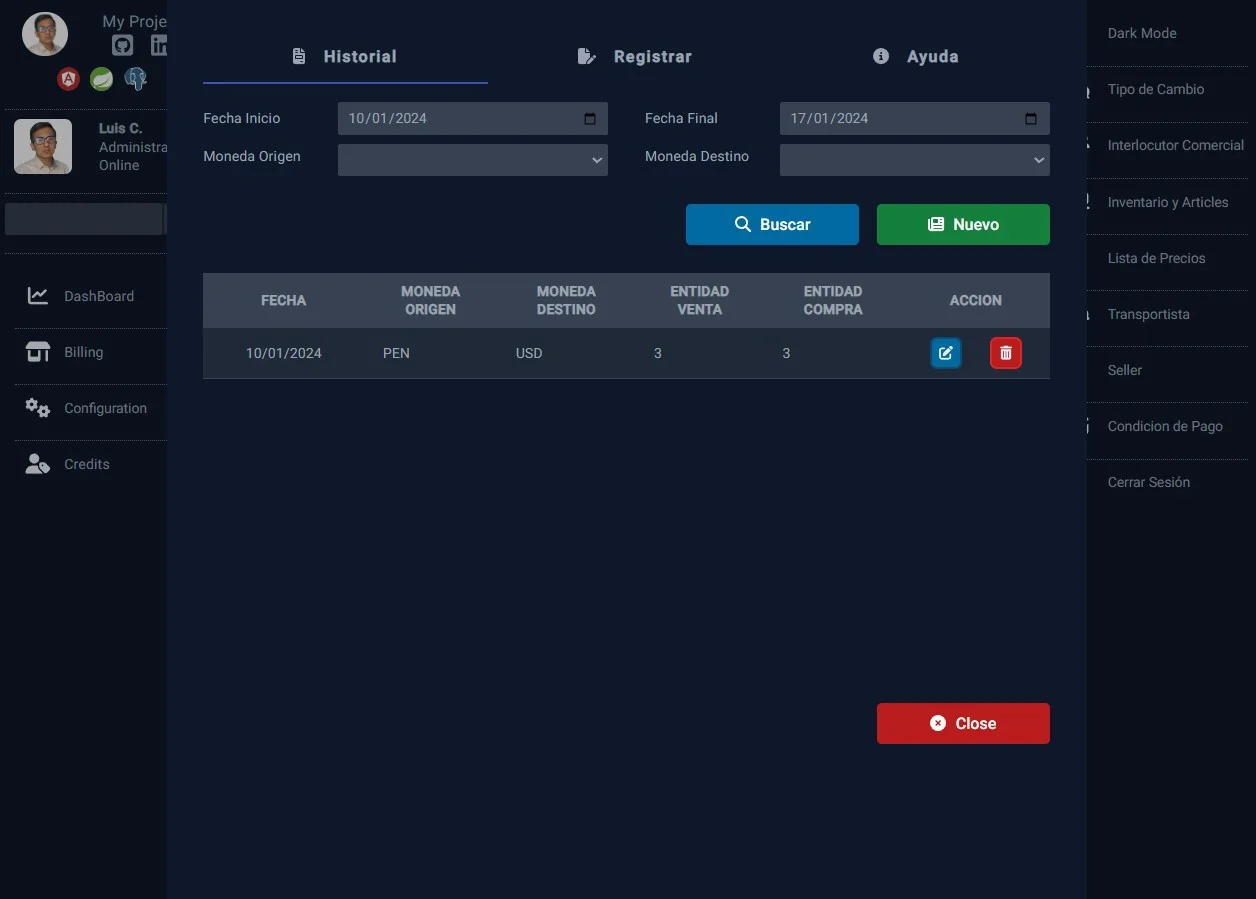 My Proje
Luis C.
Administra
Online
DashBoard
Billing
Configuration
Credits
Historial
Registrar
Ayuda
Fecha Inicio
10/01/2024
Fecha Final
17/01/2024
Moneda Origen
Moneda Destino
Buscar
Nuevo
FECHA
MONEDA
ORIGEN
MONEDA
DESTINO
ENTIDAD
VENTA
ENTIDAD
COMPRA
ACCION
10/01/2024
PEN
USD
3
3
Close
Dark Mode
Tipo de Cambio
Interlocutor Comercial
Inventario y Articles
Lista de Precios
Transportista
Seller
Condicion de Pago
Cerrar Sesión